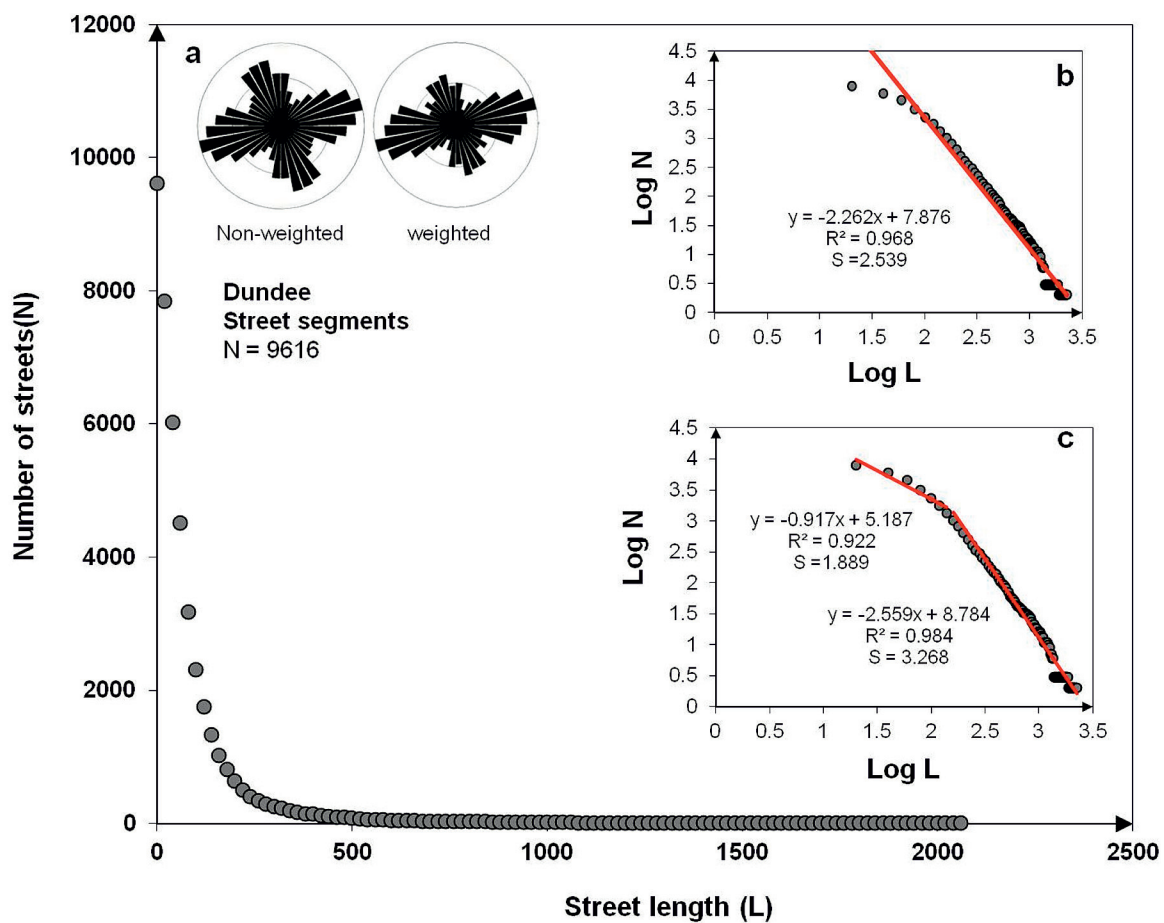 12000
10000
8000
6000
4000
2000
0
Number of streets(N)
0
500
1000
1500
2000
2500
Street length (L)
a
Non-weighted
weighted
Dundee
Street segments
N = 9616
b
4.5
4
3.5
3
2.5
2
1.5
1
0.5
0
Log N
y = -2.262x + 7.876
R² = 0.968
S =2.539
0
0.5
1
1.5
2
2.5
3
3.5
Log L
c
4.5
4
3.5
3
2.5
2
1.5
1
0.5
0
Log N
y = -0.917x + 5.187
R² = 0.922
S =1.889
y = -2.559x + 8.784
R² = 0.984
S = 3.268
0
0.5
1
1.5
2
2.5
3
3.5
Log L